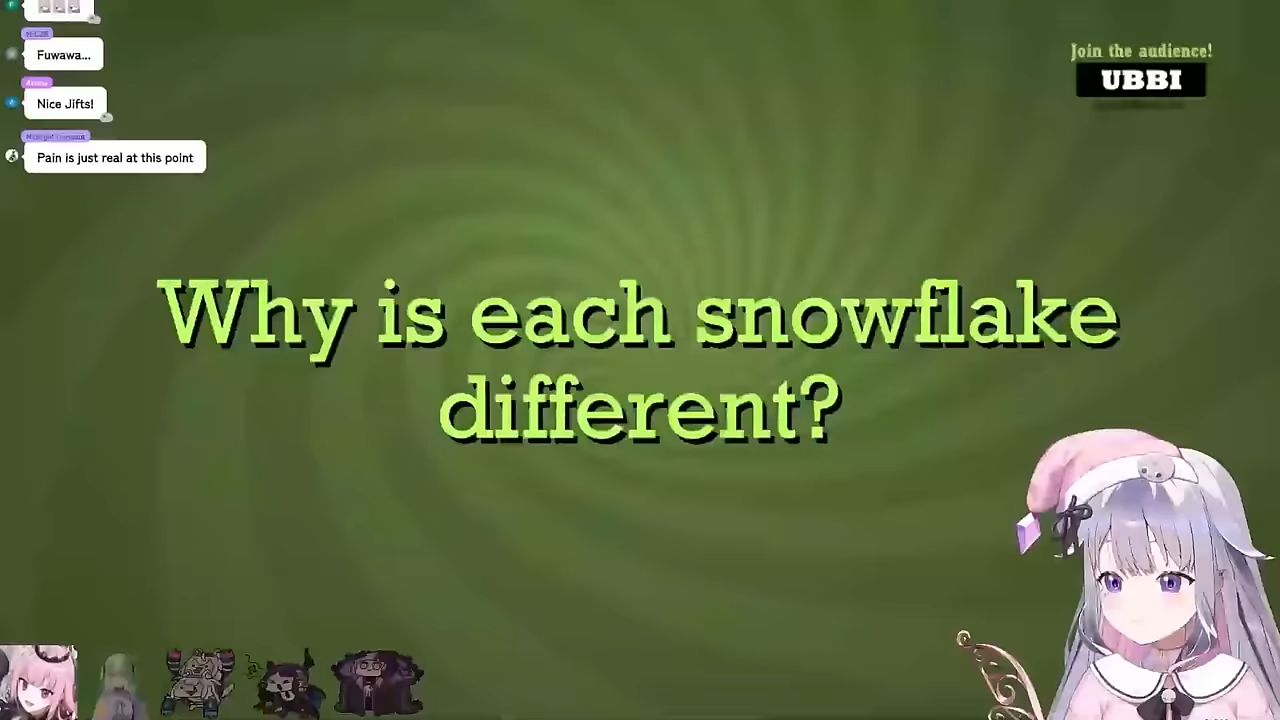 Fuwawa...
Nice Jifts!
Pain is just real at this point
Join the audience!
UBBI
Why is each snowflake
different?